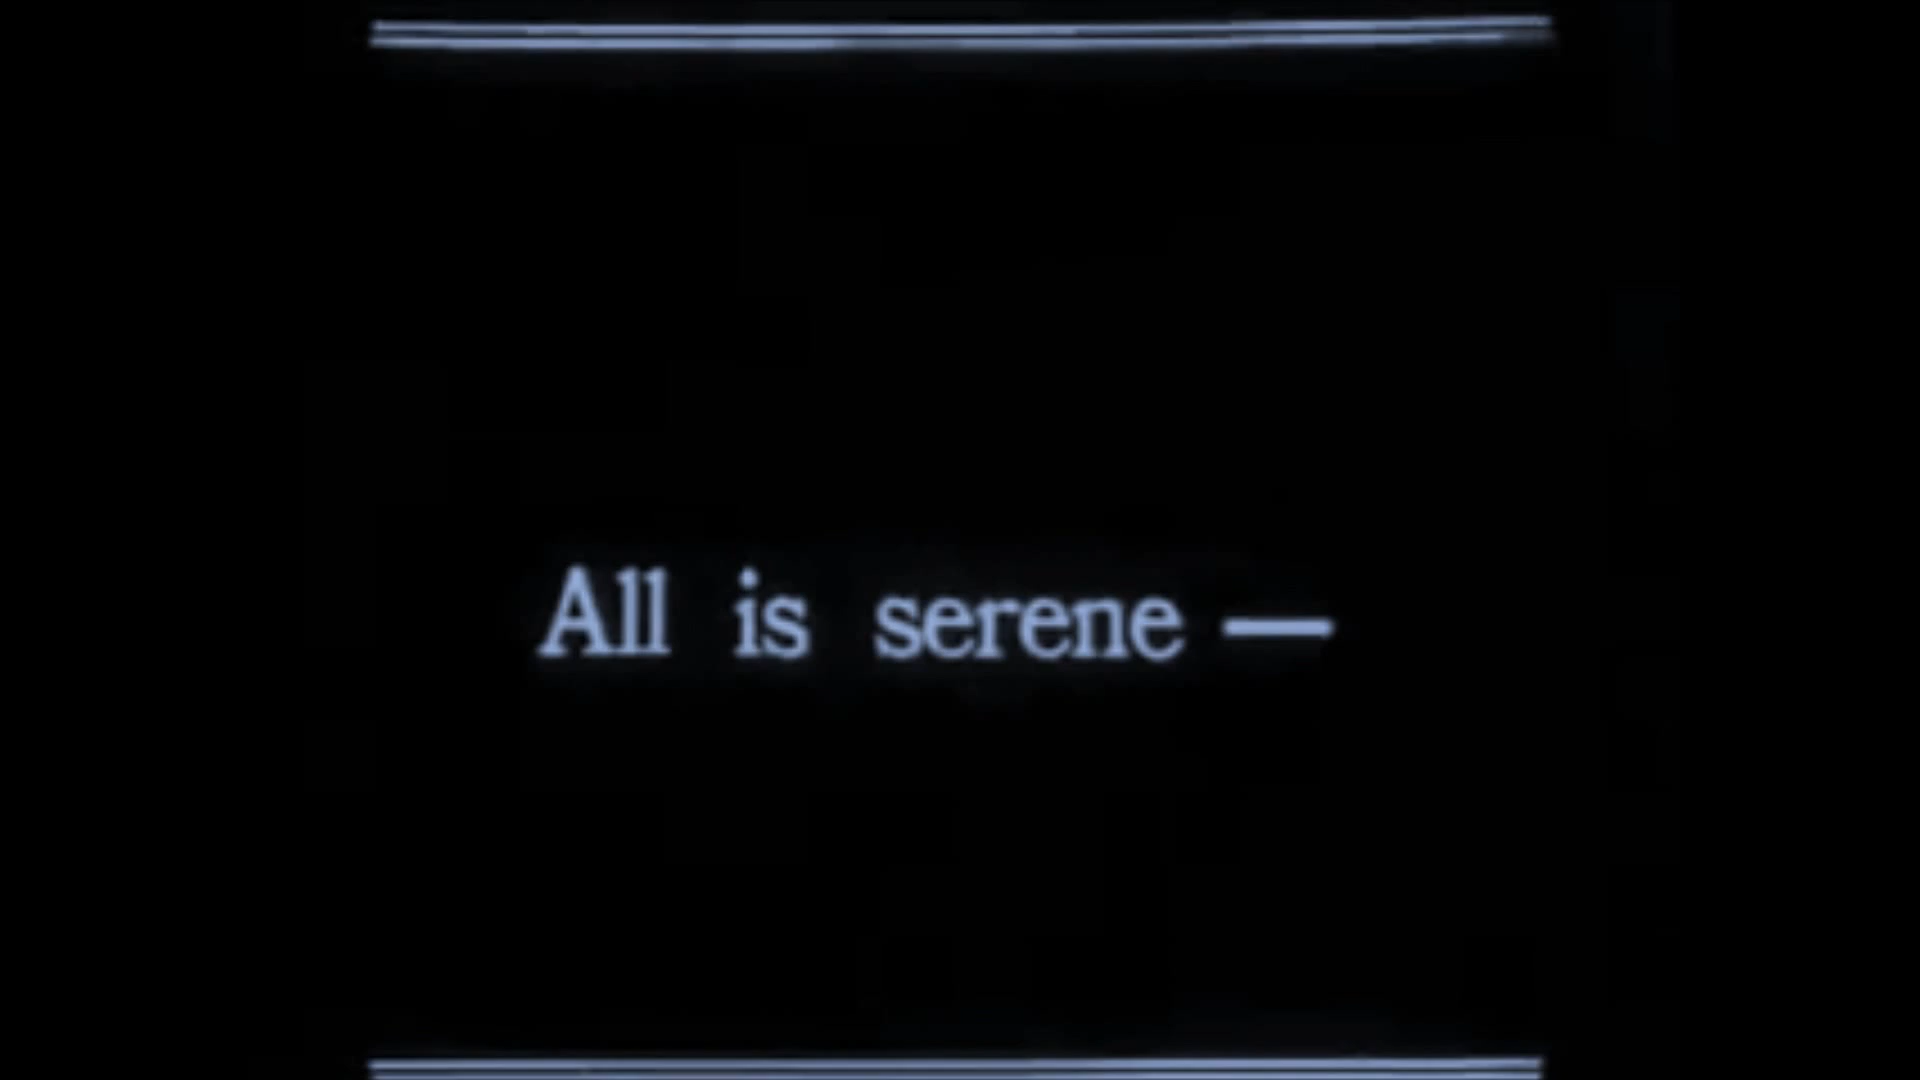 All is serene —